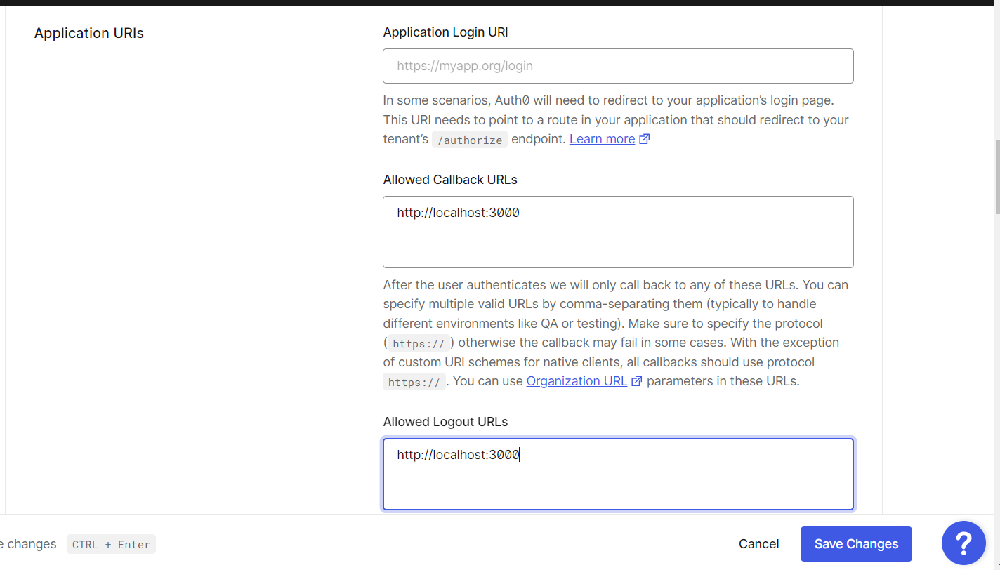 Application URIs
Application Login URI
https://myapp.org/login
In some scenarios, Auth0 will need to redirect to your application’s login page.
This URI needs to point to a route in your application that should redirect to your
tenant’s /authorize endpoint. Learn more
Allowed Callback URLs
http://localhost:3000
After the user authenticates we will only call back to any of these URLs. You can
specify multiple valid URLs by comma-separating them (typically to handle
different environments like QA or testing). Make sure to specify the protocol
(https://) otherwise the callback may fail in some cases. With the exception
of custom URI schemes for native clients, all callbacks should use protocol
https://. You can use Organization URL parameters in these URLs.
Allowed Logout URLs
http://localhost:3000
e changes CTRL + Enter
Cancel
Save Changes
?